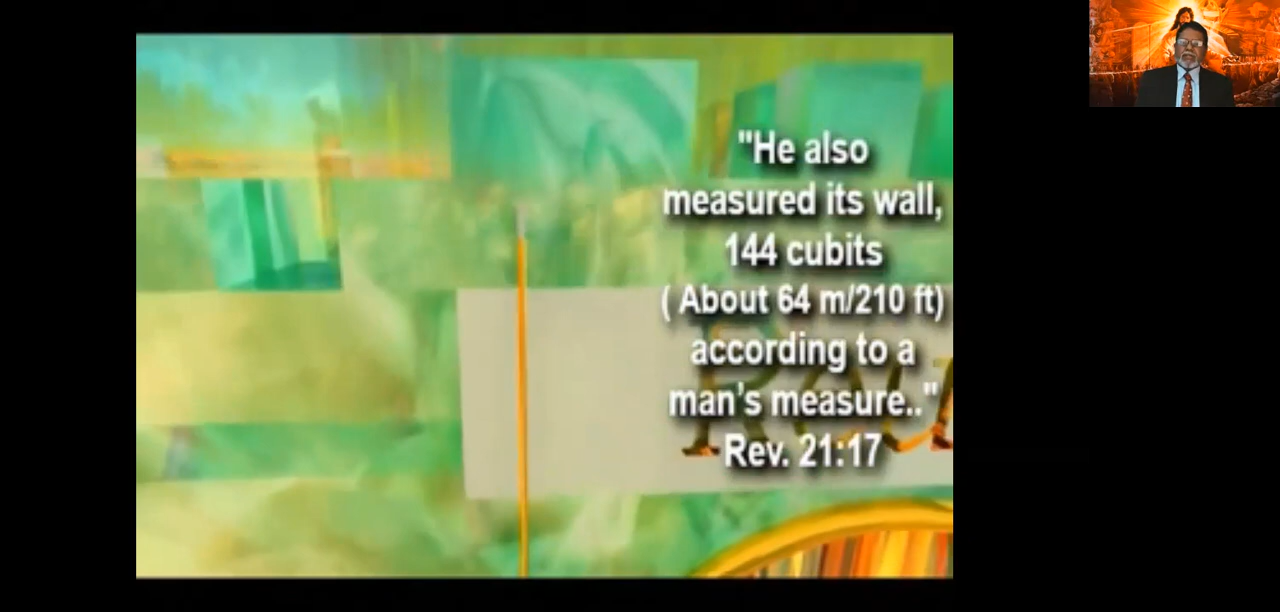 "He also
measured its wall,
144 cubits
( About 64 m/210 ft)
according to a
man's measure.."
Rev. 21:17